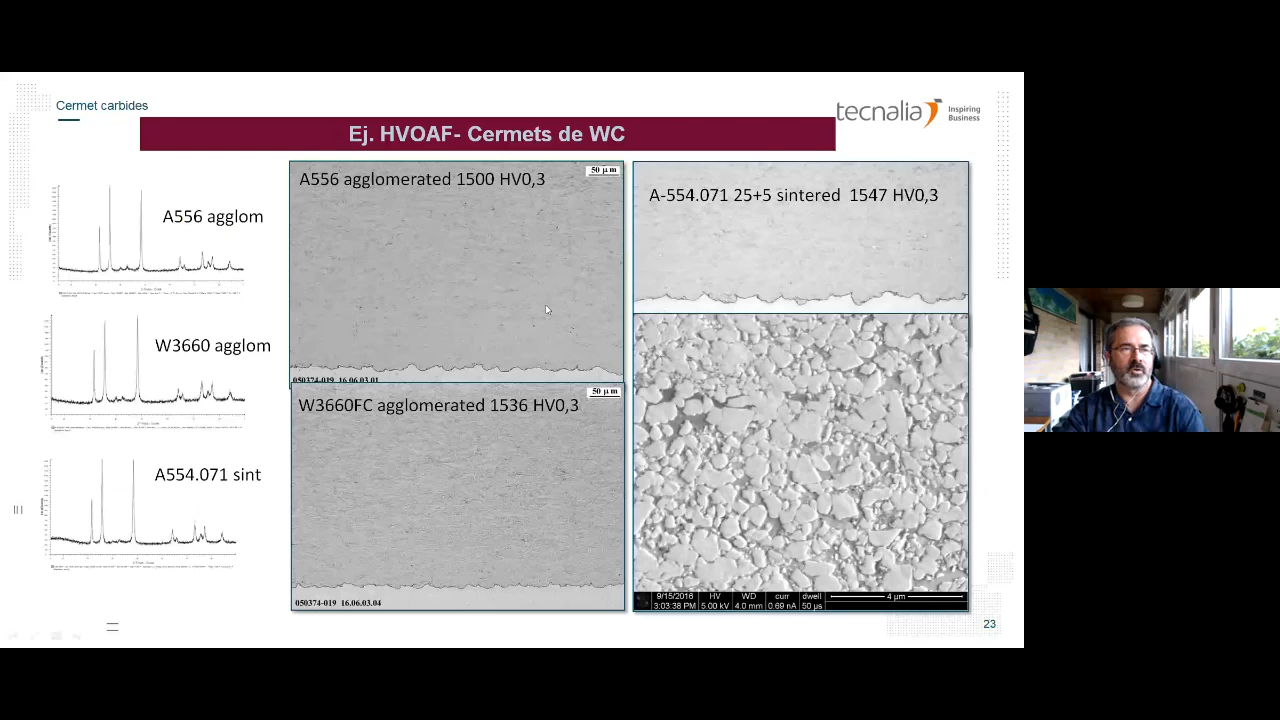 Cermet carbides
tecnalia Inspiring Business
Ej. HVOAF- Cermets de WC
A556 agglom
W3660 agglom
A554.071 sint
A556 agglomerated 1500 HV0,3
50 µm
050374-019 16.06.03.01
W3660FC agglomerated 1536 HV0,3
50 µm
050374-019 16.06.03.04
A-554.071 25+5 sintered 1547 HV0,3
9/15/2016 HV WD curr dwell 4 µm
3:03:38 PM 5.00 kV 4.0 mm 0.69 nA 50 µs
23